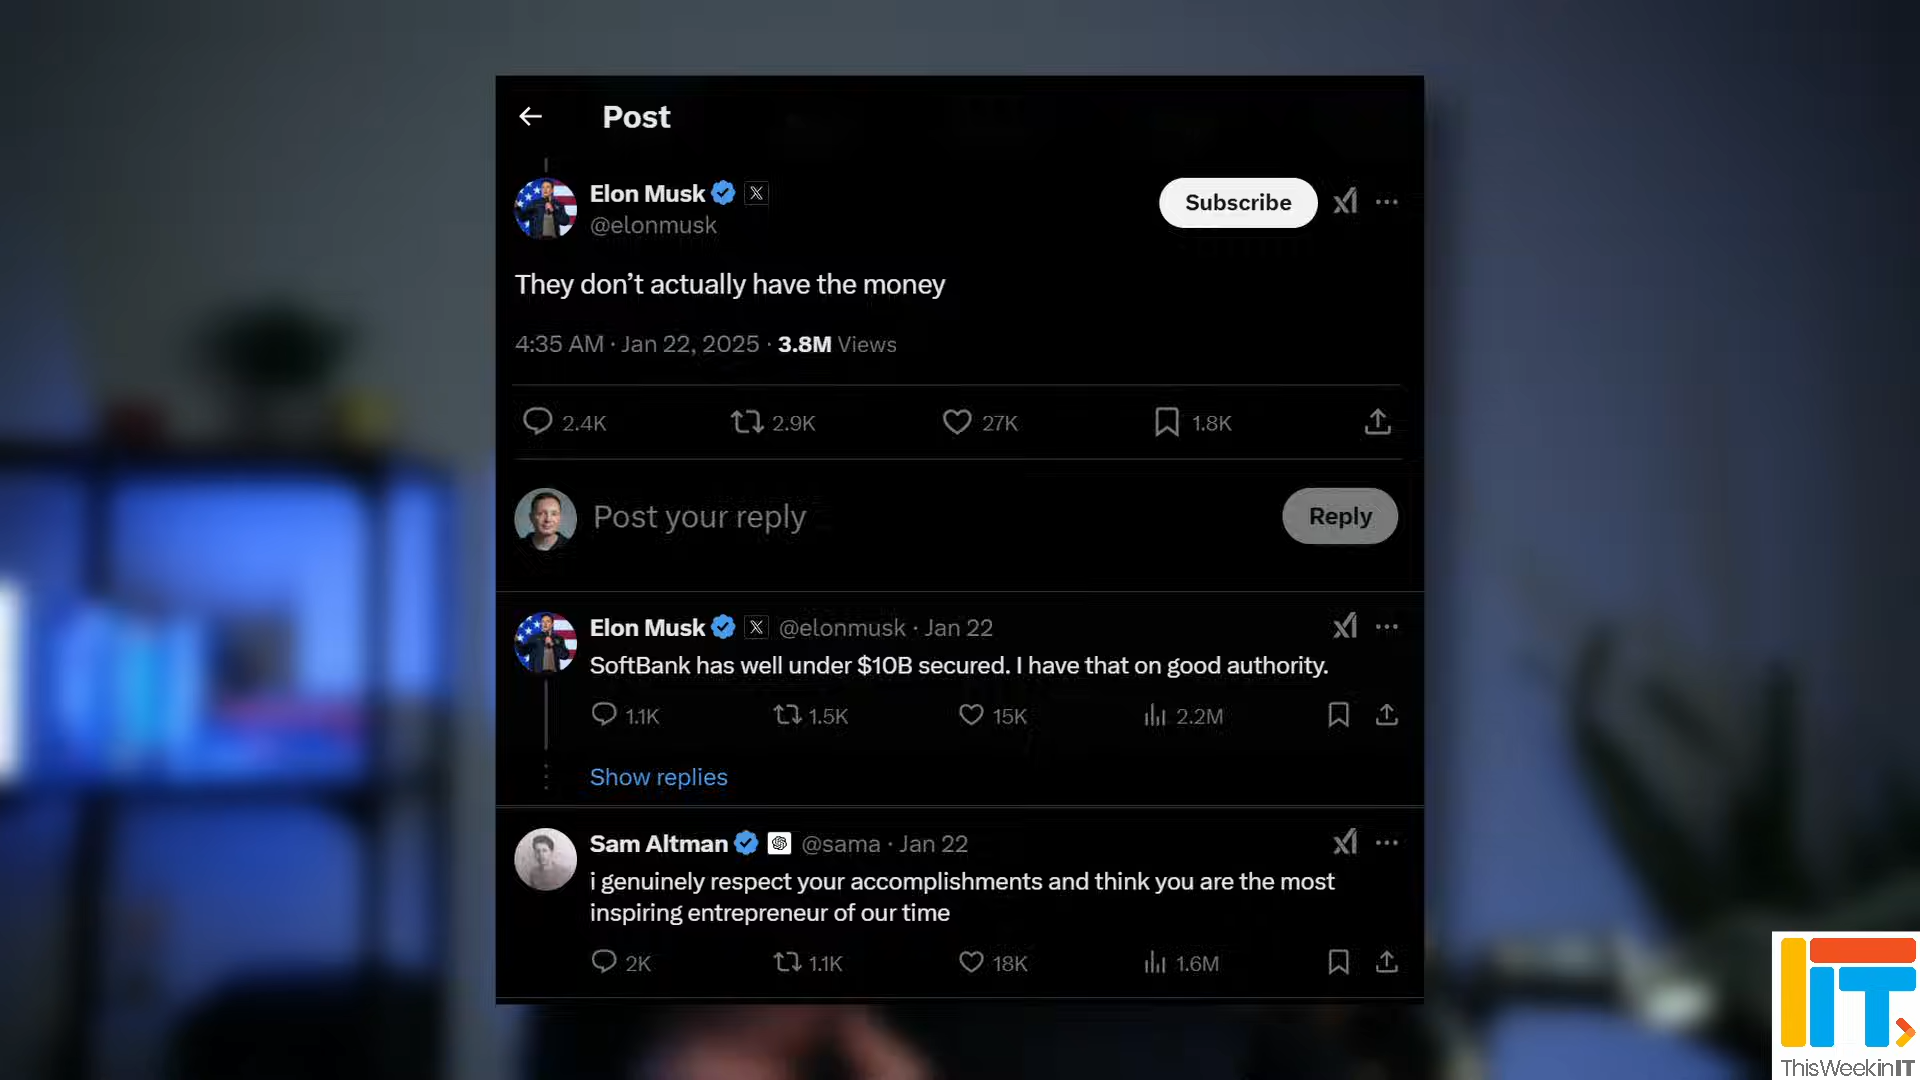 Post
Elon Musk
@elonmusk
Subscribe
They don’t actually have the money
4:35 AM · Jan 22, 2025 · 3.8M Views
2.4K 2.9K 27K 1.8K
Post your reply
Reply
Elon Musk @elonmusk · Jan 22
SoftBank has well under $10B secured. I have that on good authority.
1.1K 1.5K 15K 2.2M
Show replies
Sam Altman @sama · Jan 22
i genuinely respect your accomplishments and think you are the most
inspiring entrepreneur of our time
2K 1.1K 18K 1.6M
IT
ThisWeekinIT